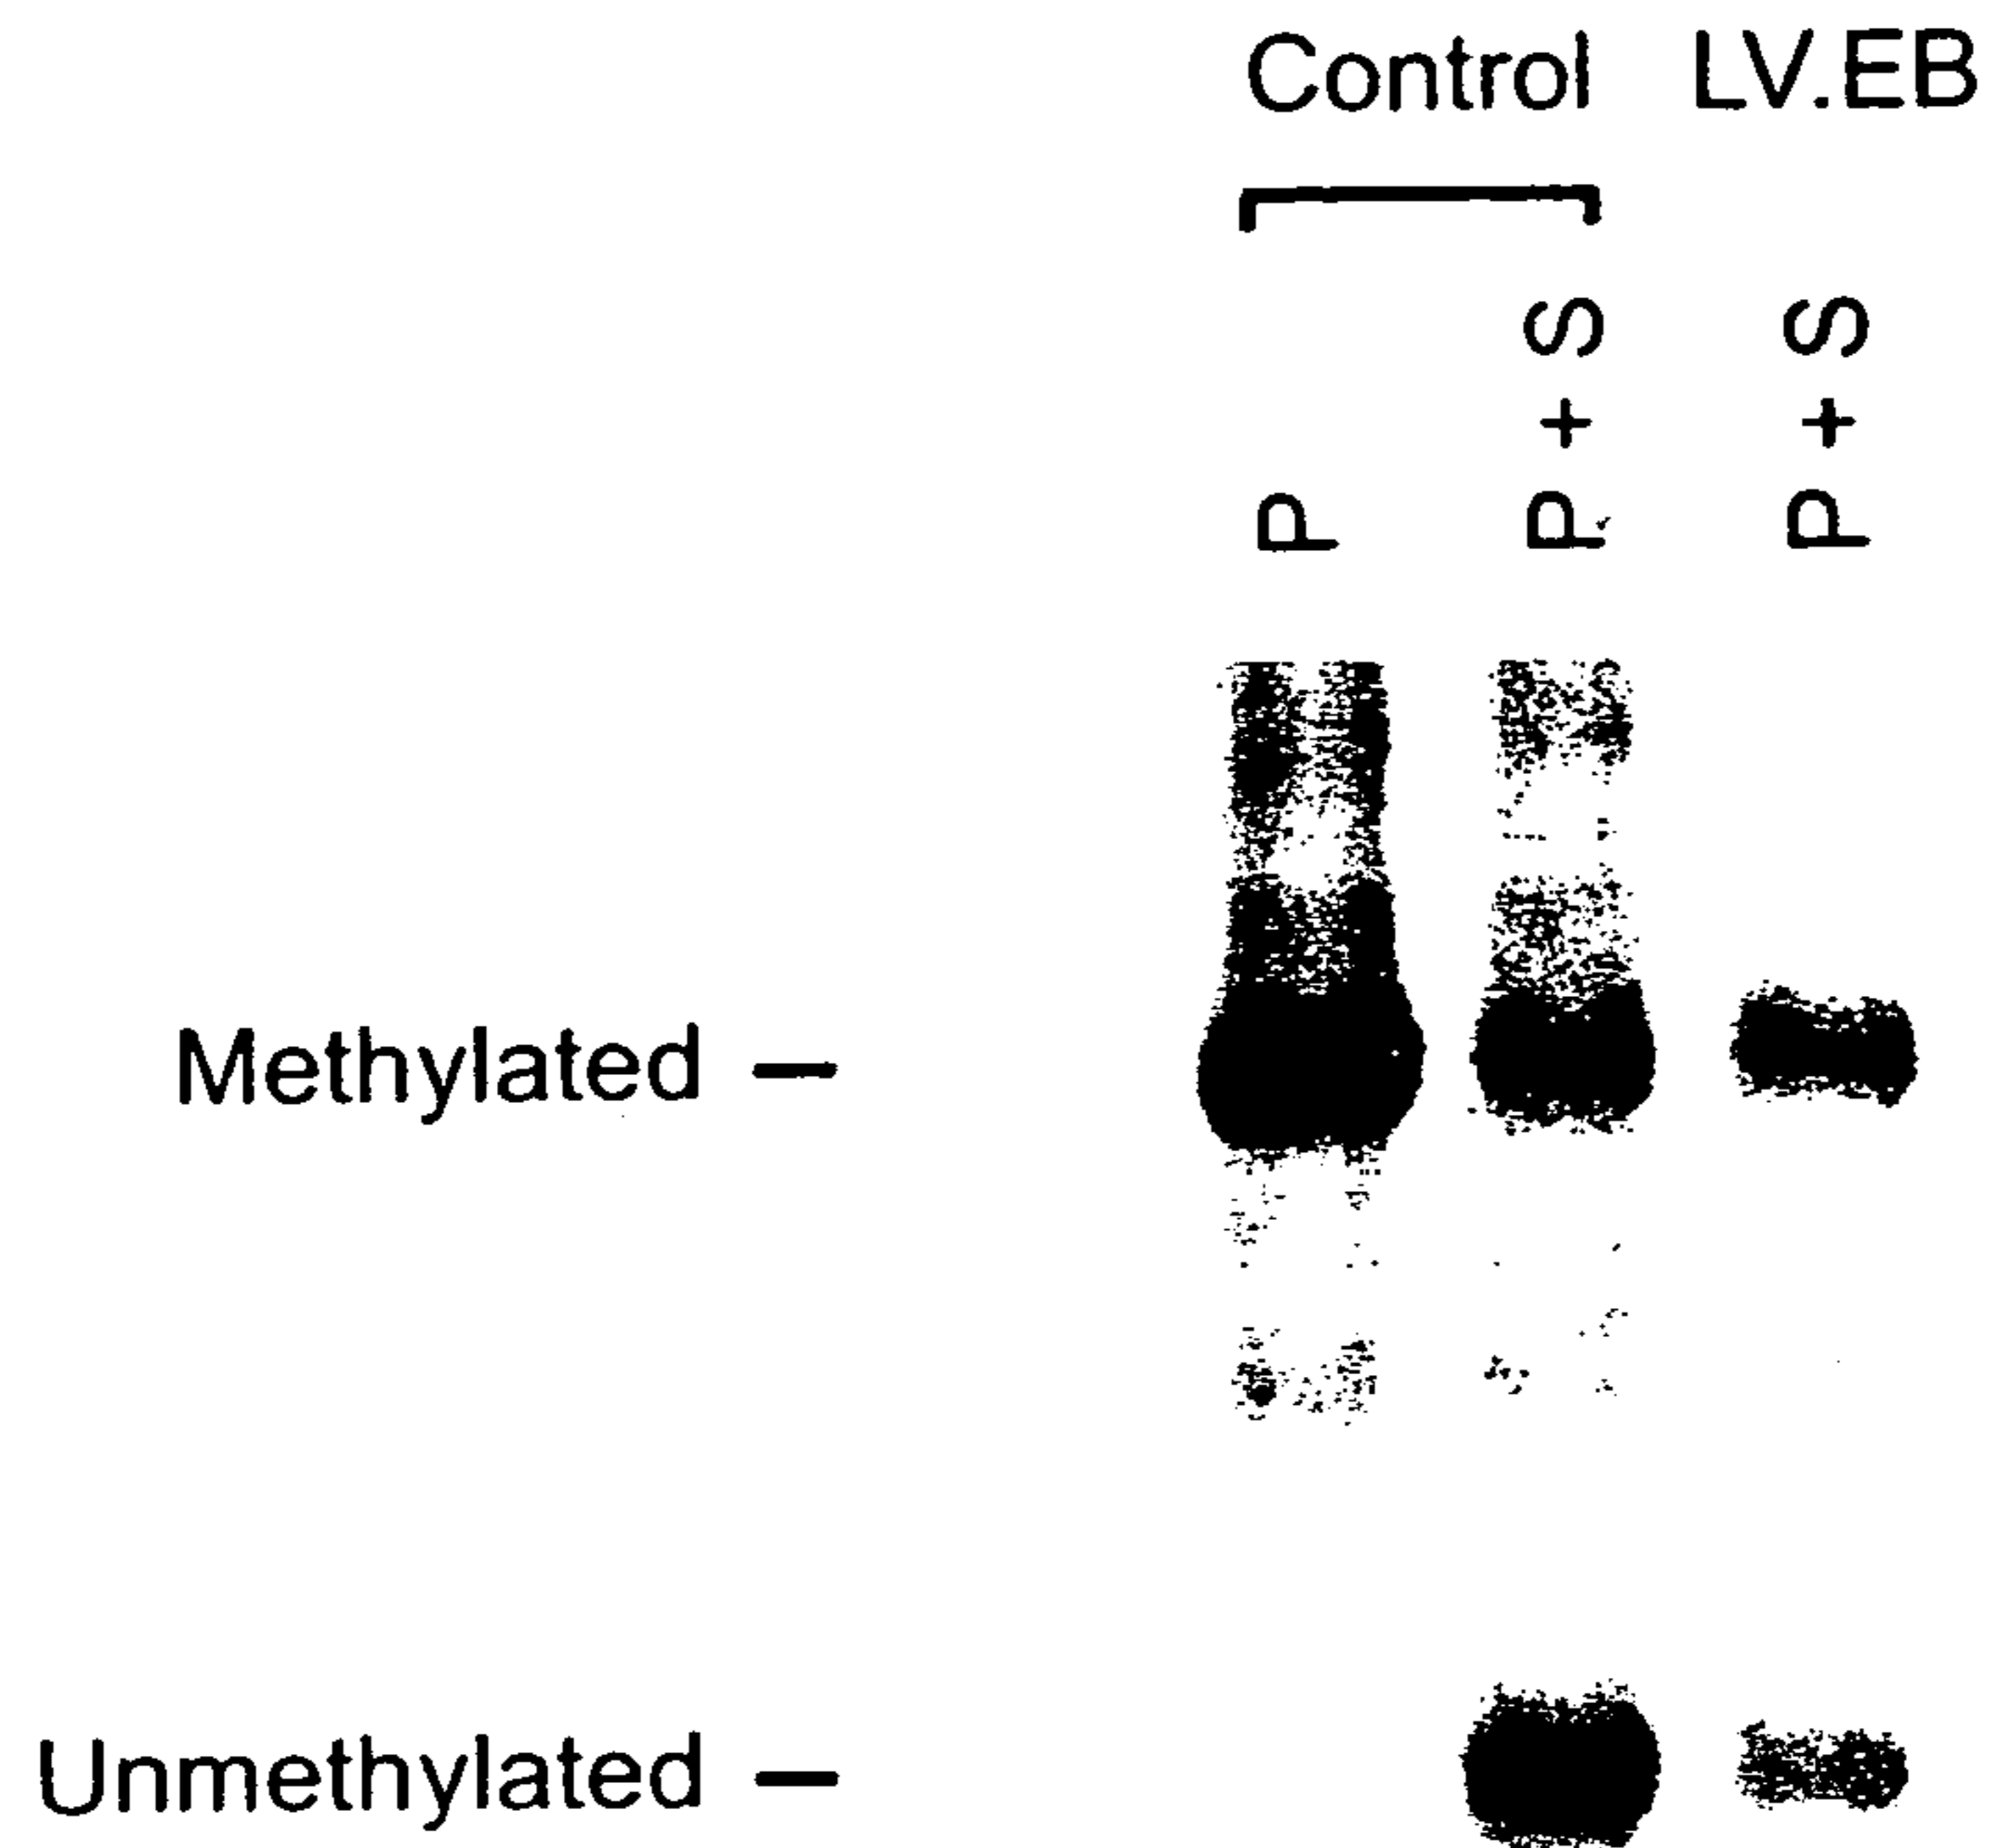 Control LV.EB
P P + S P + S
Methylated
Unmethylated